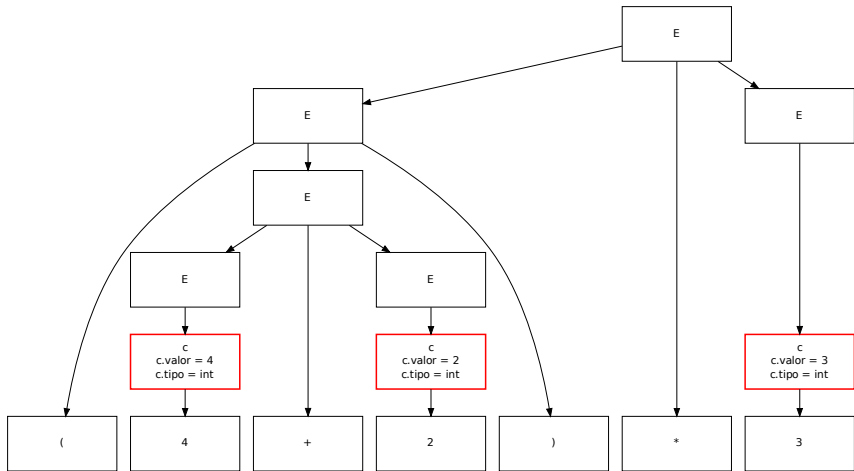 E
E
E
E
E
E
c
c.valor = 4
c.tipo = int
c
c.valor = 2
c.tipo = int
c
c.valor = 3
c.tipo = int
(
4
+
2
)
*
3